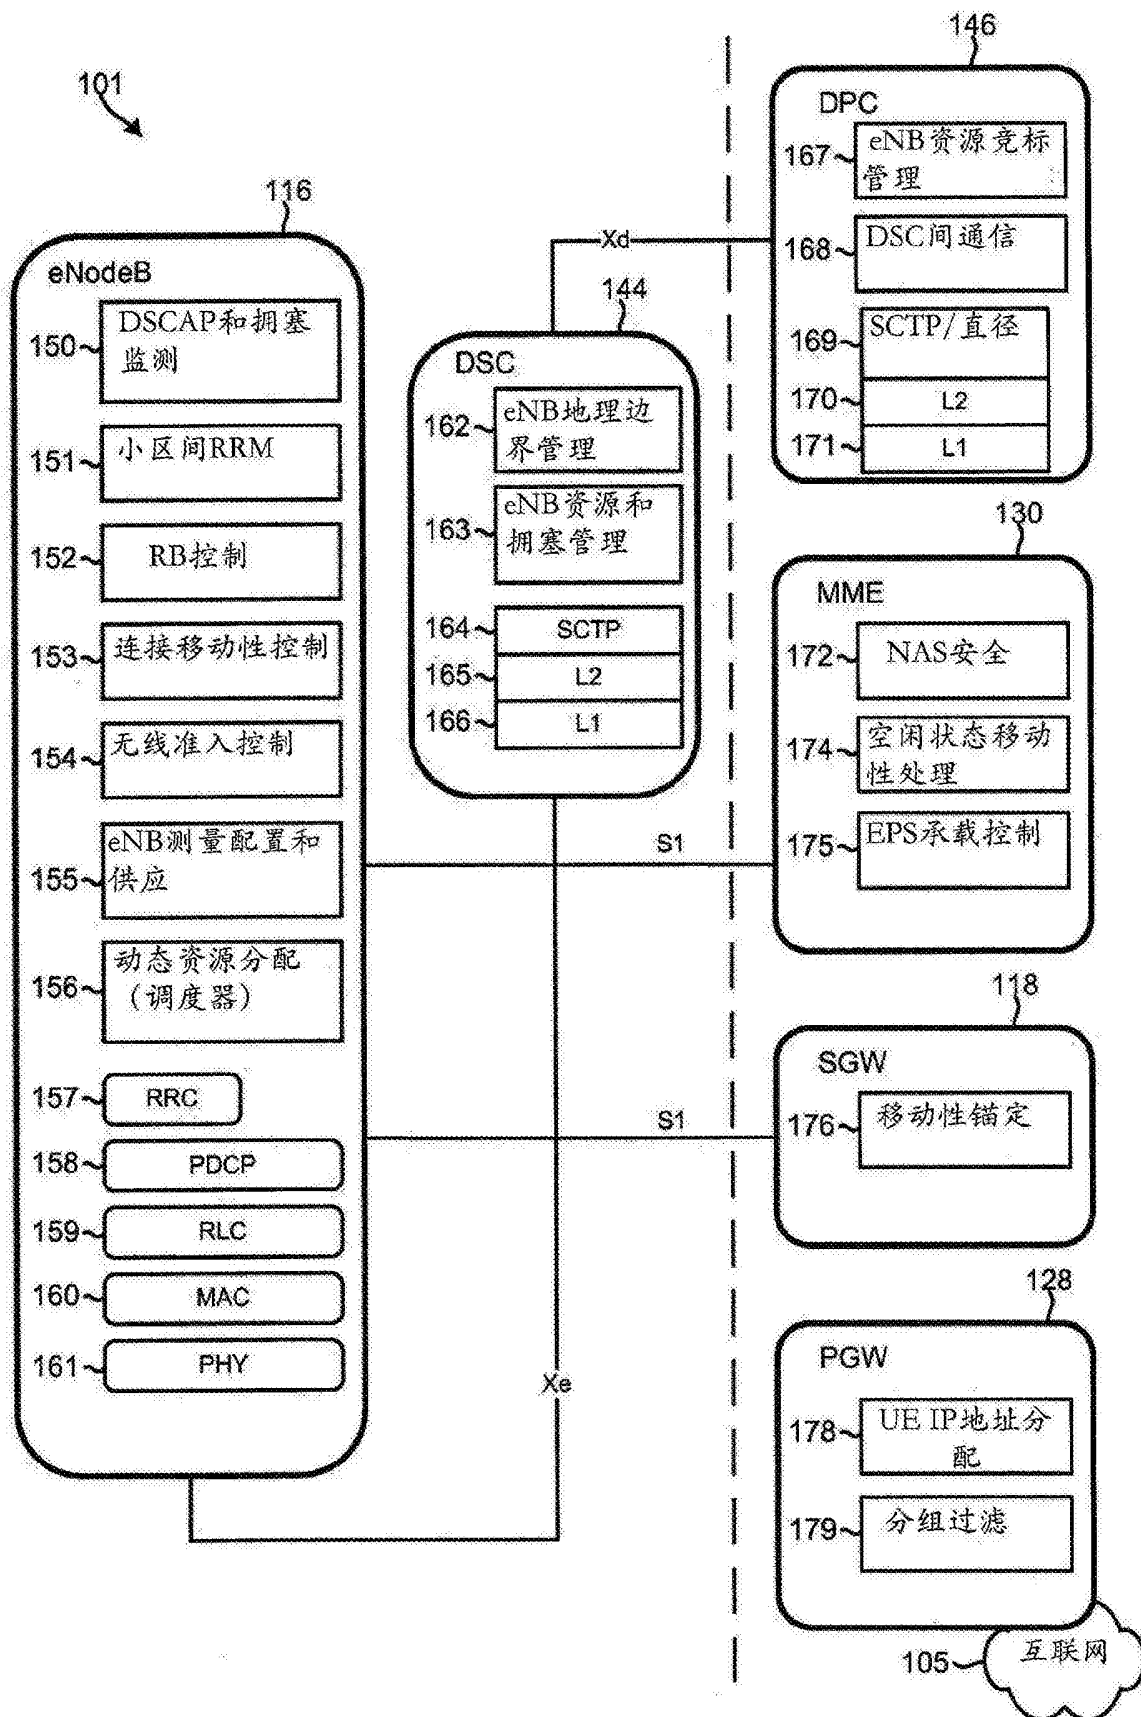 101
116
eNodeB
150
DSCAP和拥塞
监测
151
小区间RRM
152
RB控制
153
连接移动性控制
154
无线准入控制
155
eNB测量配置和
供应
156
动态资源分配
（调度器）
157
RRC
158
PDCP
159
RLC
160
MAC
161
PHY
Xd
144
DSC
162
eNB地理边
界管理
163
eNB资源和
拥塞管理
164
SCTP
165
L2
166
L1
S1
S1
Xe
146
DPC
167
eNB资源竞标
管理
168
DSC间通信
169
SCTP/直径
170
L2
171
L1
130
MME
172
NAS安全
174
空闲状态移动
性处理
175
EPS承载控制
118
SGW
176
移动性锚定
128
PGW
178
UE IP地址分
配
179
分组过滤
105
互联网